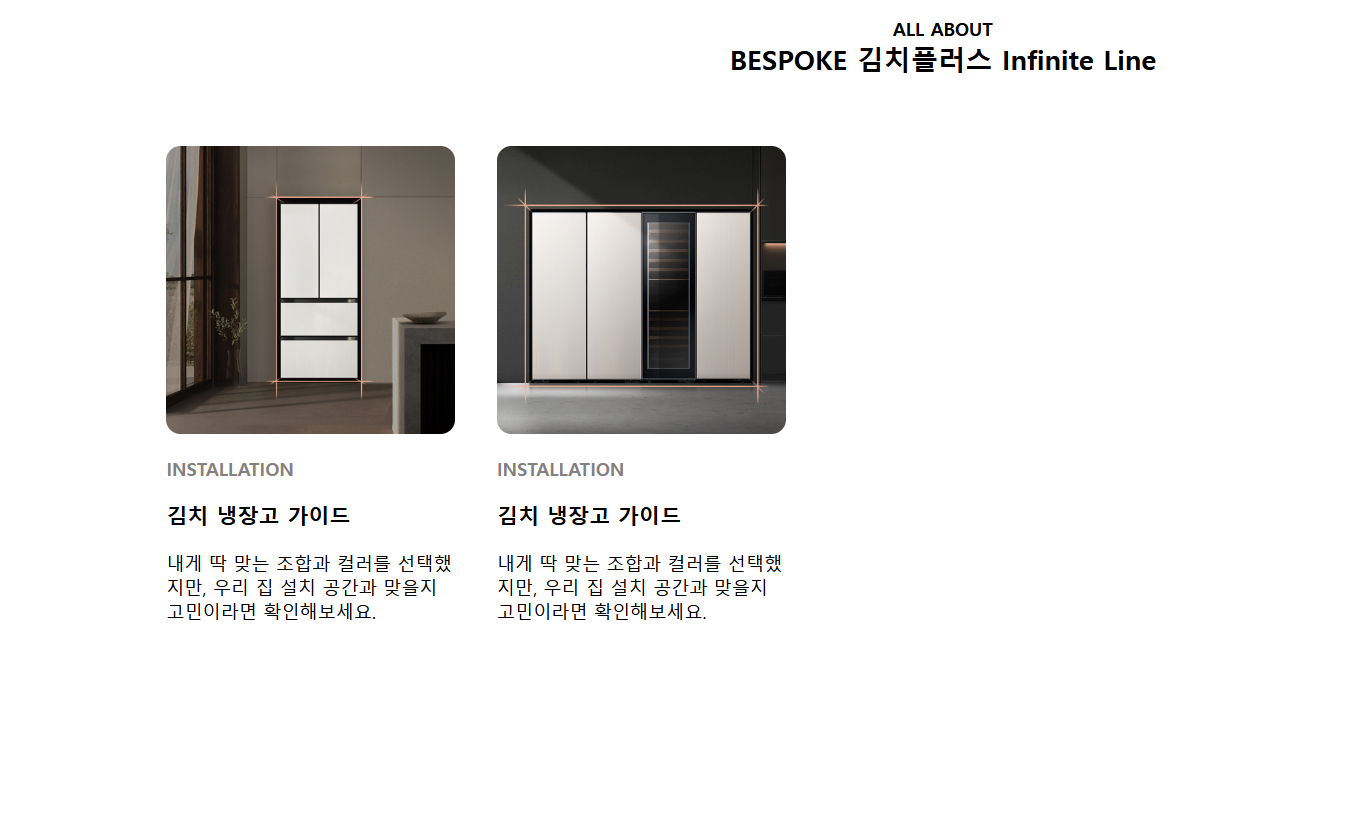 ALL ABOUT
BESPOKE 김치플러스 Infinite Line
INSTALLATION
김치 냉장고 가이드
내게 딱 맞는 조합과 컬러를 선택했
지만, 우리 집 설치 공간과 맞을지
고민이라면 확인해보세요.
INSTALLATION
김치 냉장고 가이드
내게 딱 맞는 조합과 컬러를 선택했
지만, 우리 집 설치 공간과 맞을지
고민이라면 확인해보세요.